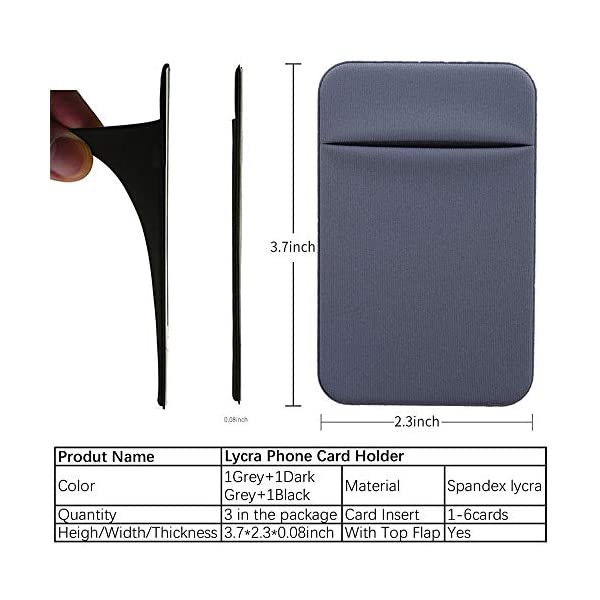 3.7inch
0.08inch
2.3inch
Produt Name Lycra Phone Card Holder
Color 1Grey+1Dark Grey+1Black Material Spandex lycra
Quantity 3 in the package Card Insert 1-6cards
Heigh/Width/Thickness 3.7*2.3*0.08inch With Top Flap Yes